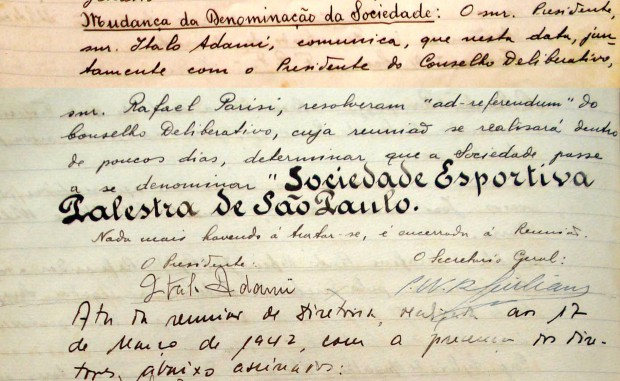 Mudança da Denominação da Sociedade: O snr. Presidente,
snr. Italo Adami, comunica, que nesta data, jun-
tamente com o Presidente do Conselho Deliberativo,
snr. Rafael Parisi, resolveram "ad-referendum" do
Conselho Deliberativo, cuja reunião se realisará dentro
de poucos dias, determinar que a Sociedade passe
a se denominar "Sociedade Esportiva
Palestra de São Paulo.
Nada mais havendo á tratar-se, é encerrada á Reunião.
O Presidente: O Secretario Geral:
Italo Adami Giuliano
Ata da reunião de Diretoria, realizada aos 17
de Março de 1942, com a presença dos dire-
tores, abaixo assinados: